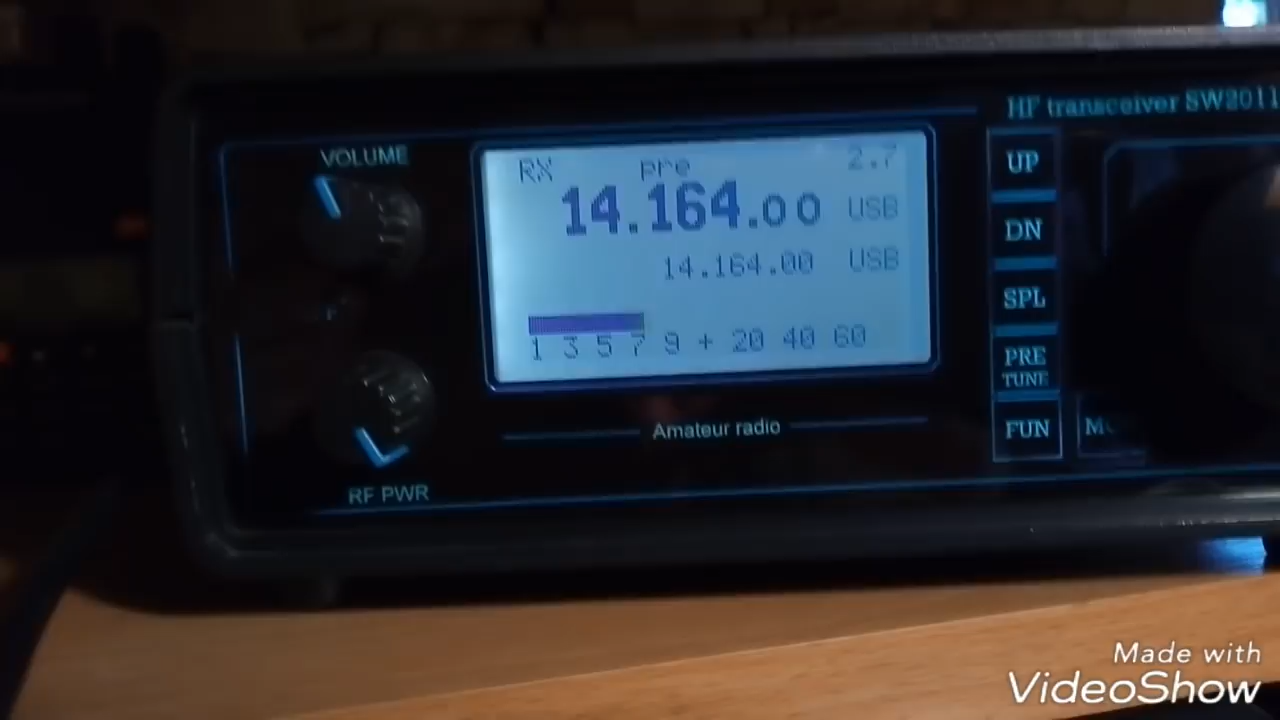 HF transceiver SW2011
VOLUME
RX pre 2.7
14.164.00 USB
14.164.00 USB
1 3 5 7 9 + 20 40 60
UP
DN
SPL
PRE
TUNE
FUN
Amateur radio
RF PWR
Made with
VideoShow